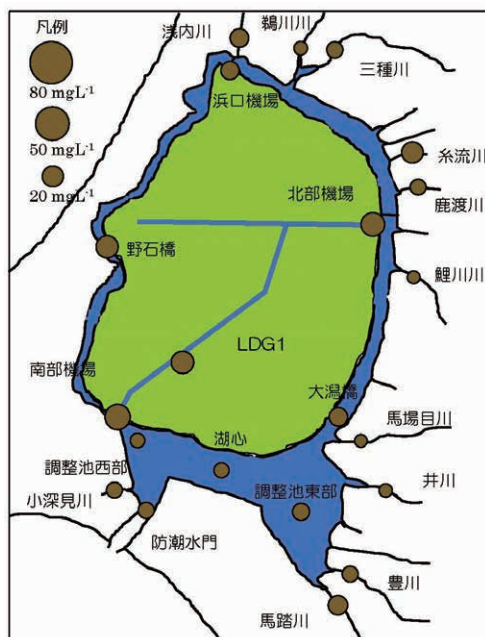 凡例
80 mgL-1
50 mgL-1
20 mgL-1
浅内川
鵜川川
三種川
浜口機場
糸流川
北部機場
鹿渡川
野石橋
鯉川川
LDG1
南部機場
大潟橋
馬場目川
湖心
調整池西部
井川
小深見川
調整池東部
防潮水門
豊川
馬踏川